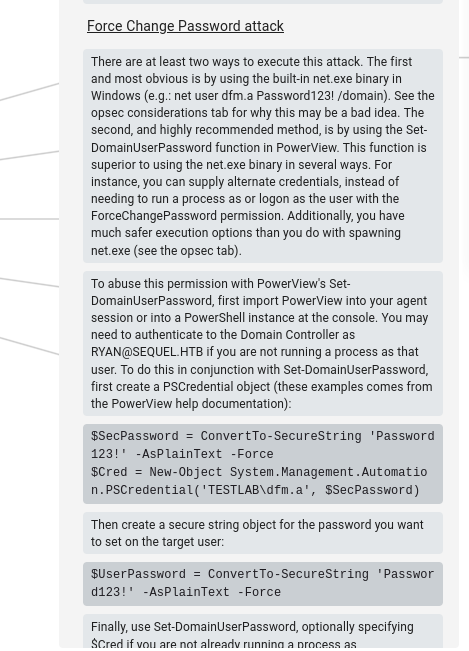 Force Change Password attack
There are at least two ways to execute this attack. The first
and most obvious is by using the built-in net.exe binary in
Windows (e.g.: net user dfm.a Password123! /domain). See the
opsec considerations tab for why this may be a bad idea. The
second, and highly recommended method, is by using the Set-
DomainUserPassword function in PowerView. This function is
superior to using the net.exe binary in several ways. For
instance, you can supply alternate credentials, instead of
needing to run a process as or logon as the user with the
ForceChangePassword permission. Additionally, you have
much safer execution options than you do with spawning
net.exe (see the opsec tab).
To abuse this permission with PowerView's Set-
DomainUserPassword, first import PowerView into your agent
session or into a PowerShell instance at the console. You may
need to authenticate to the Domain Controller as
RYAN@SEQUEL.HTB if you are not running a process as that
user. To do this in conjunction with Set-DomainUserPassword,
first create a PSCredential object (these examples comes from
the PowerView help documentation):
$SecPassword = ConvertTo-SecureString 'Password
123!' -AsPlainText -Force
$Cred = New-Object System.Management.Automatio
n.PSCredential('TESTLAB\dfm.a', $SecPassword)
Then create a secure string object for the password you want
to set on the target user:
$UserPassword = ConvertTo-SecureString 'Passwor
d123!' -AsPlainText -Force
Finally, use Set-DomainUserPassword, optionally specifying
$Cred if you are not already running a process as